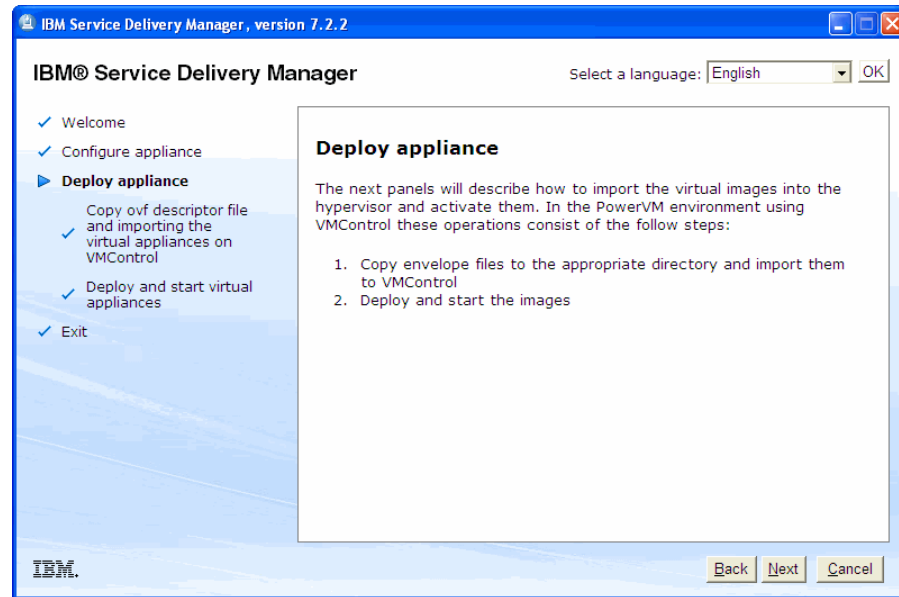 IBM Service Delivery Manager, version 7.2.2
IBM® Service Delivery Manager
Select a language: English OK
Welcome
Configure appliance
Deploy appliance
Copy ovf descriptor file
and importing the
virtual appliances on
VMControl
Deploy and start virtual
appliances
Exit
Deploy appliance
The next panels will describe how to import the virtual images into the
hypervisor and activate them. In the PowerVM environment using
VMControl these operations consist of the follow steps:
1. Copy envelope files to the appropriate directory and import them
to VMControl
2. Deploy and start the images
IBM.
Back Next Cancel